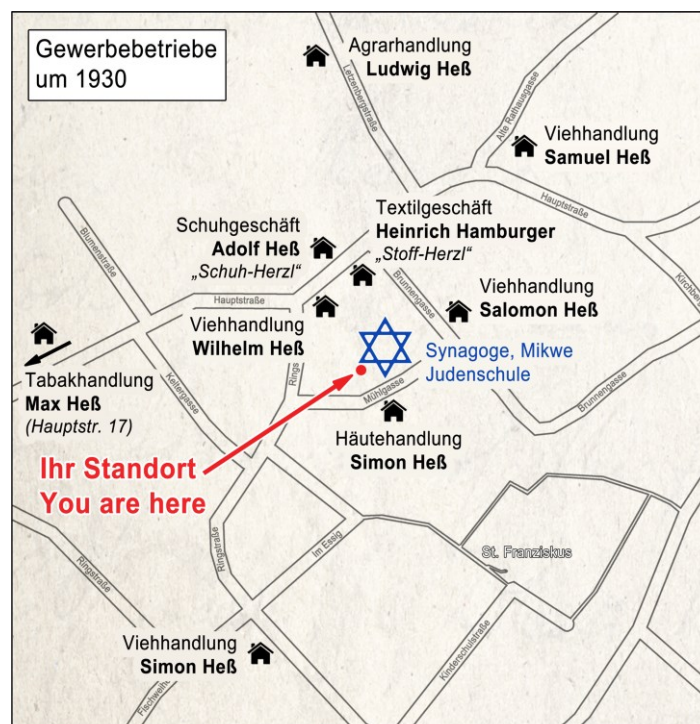 Gewerbebetriebe
um 1930
Agrarhandlung
Ludwig Heß
Letzenbergstraße
Alte Rathausgasse
Viehhandlung
Samuel Heß
Hauptstraße
Schuhgeschäft
Adolf Heß
„Schuh-Herzl“
Textilgeschäft
Heinrich Hamburger
„Stoff-Herzl“
Blumenstraße
Brunnengasse
Viehhandlung
Salomon Heß
Hauptstraße
Viehhandlung
Wilhelm Heß
Synagoge, Mikwe
Judenschule
Tabakhandlung
Max Heß
(Hauptstr. 17)
Keltergasse
Rings
Mühlgasse
Brunnengasse
Häutehandlung
Simon Heß
Ihr Standort
You are here
Ringstraße
Ringstraße
Im Essig
St. Franziskus
Kinderschulstraße
Viehhandlung
Simon Heß